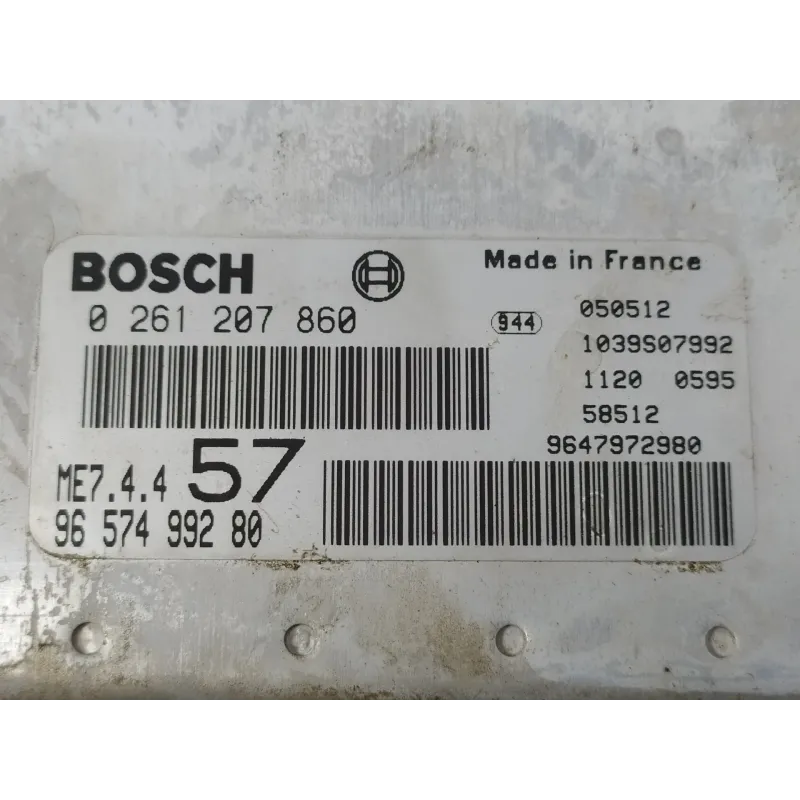 BOSCH
Made in France
0 261 207 860
944
050512
1039S07992
1120 0595
58512
9647972980
ME7.4.4 57
96 574 992 80